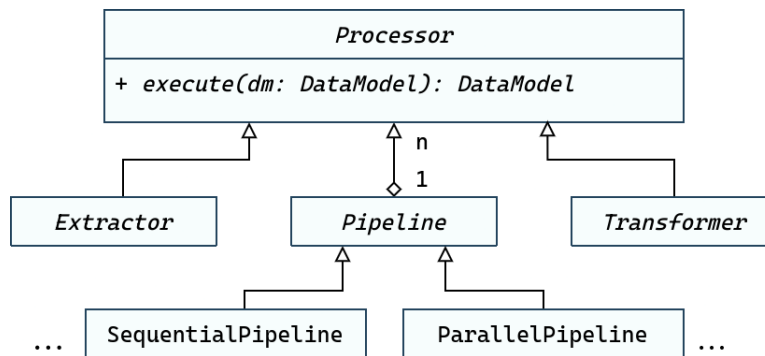 Processor
+ execute(dm: DataModel): DataModel
n
1
Extractor
Pipeline
Transformer
... SequentialPipeline
ParallelPipeline ...